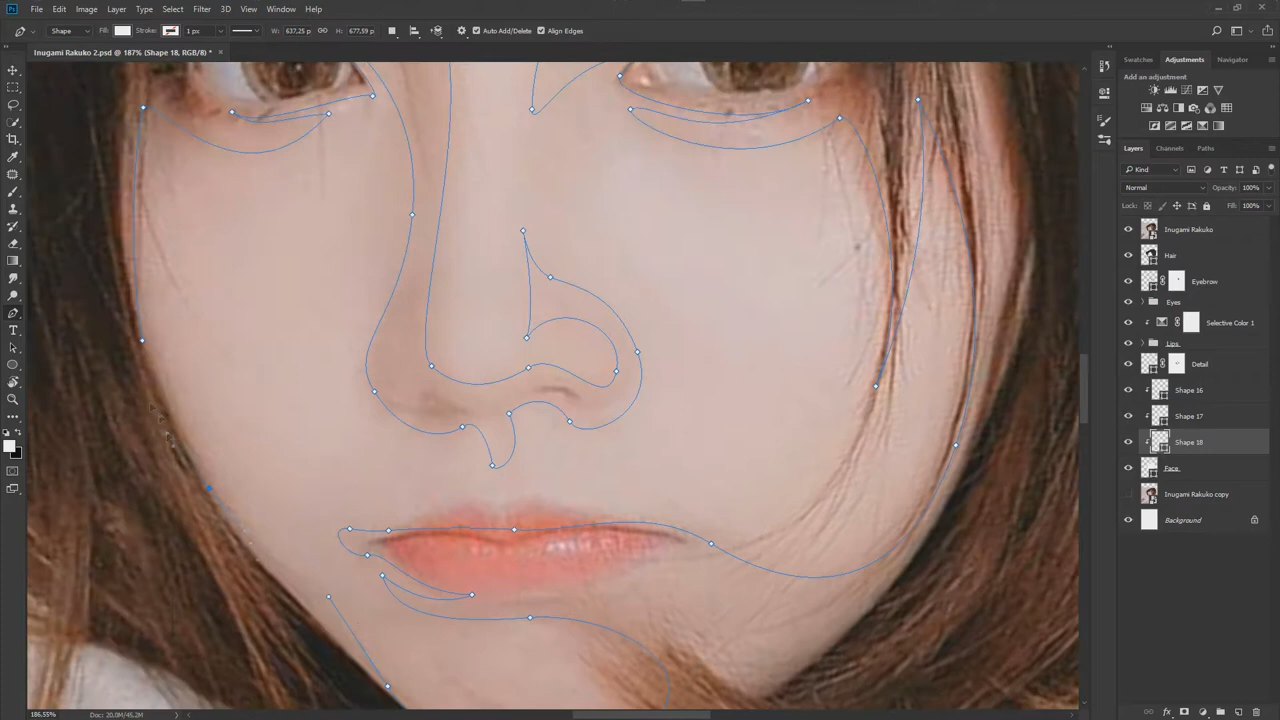 File Edit Image Layer Type Select Filter 3D View Window Help
Shape Fill: Stroke: 1 px W: 637,25 p H: 677,59 p Auto Add/Delete Align Edges
Inugami Rakuko 2.psd @ 187% (Shape 18, RGB/8) *
Swatches Adjustments Navigator
Add an adjustment
Layers Channels Paths
Kind
Normal Opacity: 100%
Lock: Fill: 100%
Inugami Rakuko
Hair
Eyebrow
Eyes
Selective Color 1
Lips
Detail
Shape 16
Shape 17
Shape 18
Face
Inugami Rakuko copy
Background
186,55% Doc: 20,0M/45,2M